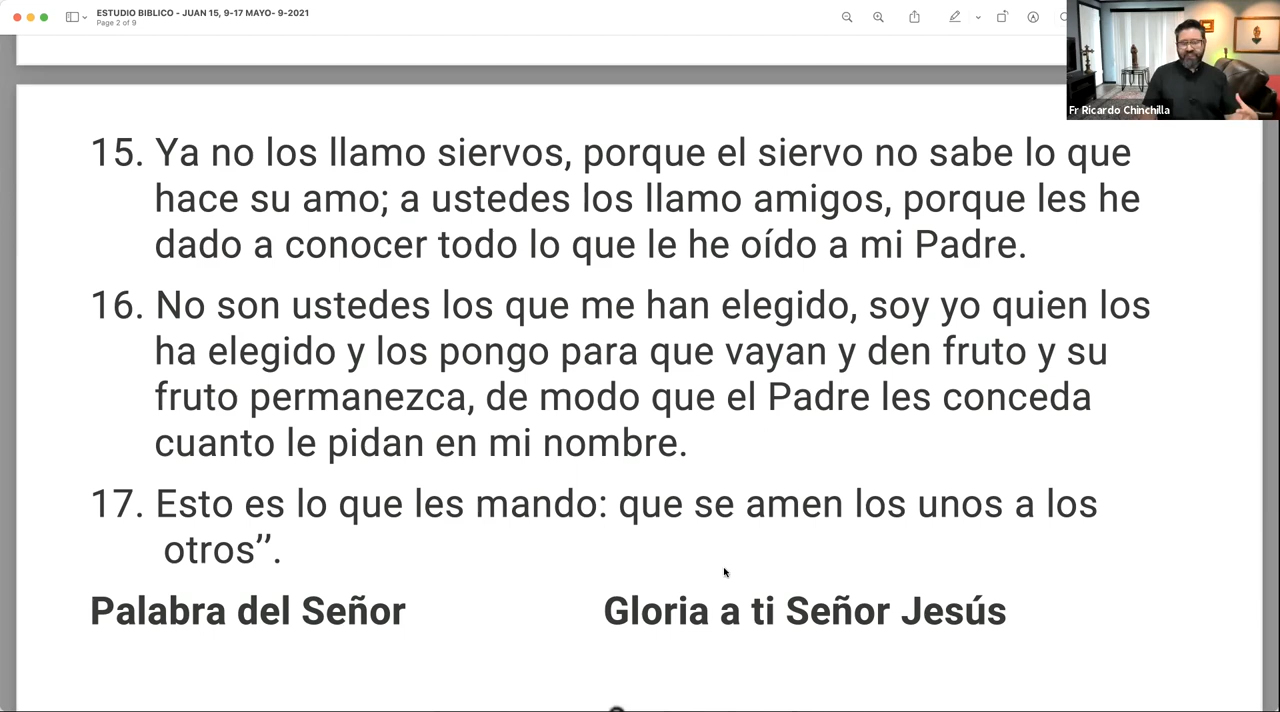 ESTUDIO BIBLICO - JUAN 15, 9-17 MAYO- 9-2021
Page 2 of 9
Fr Ricardo Chinchilla
15. Ya no los llamo siervos, porque el siervo no sabe lo que
hace su amo; a ustedes los llamo amigos, porque les he
dado a conocer todo lo que le he oído a mi Padre.
16. No son ustedes los que me han elegido, soy yo quien los
ha elegido y los pongo para que vayan y den fruto y su
fruto permanezca, de modo que el Padre les conceda
cuanto le pidan en mi nombre.
17. Esto es lo que les mando: que se amen los unos a los
otros’’.
Palabra del Señor Gloria a ti Señor Jesús